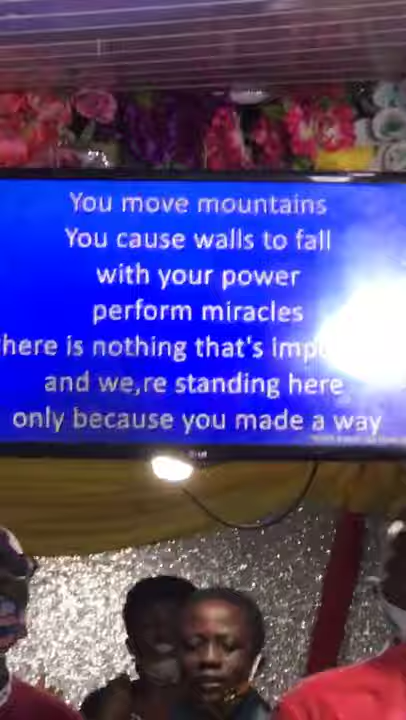 You move mountains
You cause walls to fall
with your power
perform miracles
here is nothing that's imp
and we,re standing here
only because you made a way